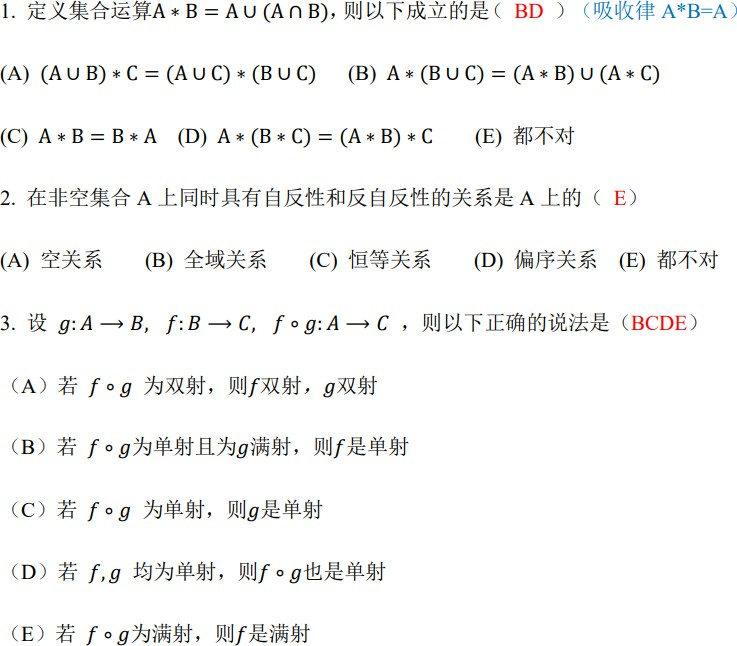 1. 定义集合运算A ∗ B = A ∪ (A ∩ B), 则以下成立的是（ BD ）（吸收律 A*B=A）
(A) (A ∪ B) ∗ C = (A ∪ C) ∗ (B ∪ C) (B) A ∗ (B ∪ C) = (A ∗ B) ∪ (A ∗ C)
(C) A ∗ B = B ∗ A (D) A ∗ (B ∗ C) = (A ∗ B) ∗ C (E) 都不对
2. 在非空集合 A 上同时具有自反性和反自反性的关系是 A 上的（ E）
(A) 空关系 (B) 全域关系 (C) 恒等关系 (D) 偏序关系 (E) 都不对
3. 设 g: A ⟶ B, f: B ⟶ C, f ∘ g: A ⟶ C ，则以下正确的说法是（BCDE）
（A）若 f ∘ g 为双射，则f双射，g双射
（B）若 f ∘ g为单射且为g满射，则f是单射
（C）若 f ∘ g 为单射，则g是单射
（D）若 f, g 均为单射，则f ∘ g也是单射
（E）若 f ∘ g为满射，则f是满射